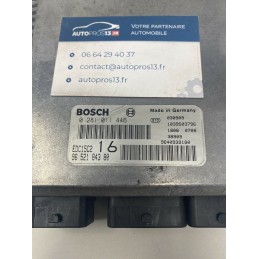 AUTOPROS13.FR
VOTRE PARTENAIRE
AUTOMOBILE
06 64 29 40 37
contact@autopros13.fr
autopros13.fr
BOSCH
Made in Germany
0 281 011 446
EDC15C2
16
96 521 843 80